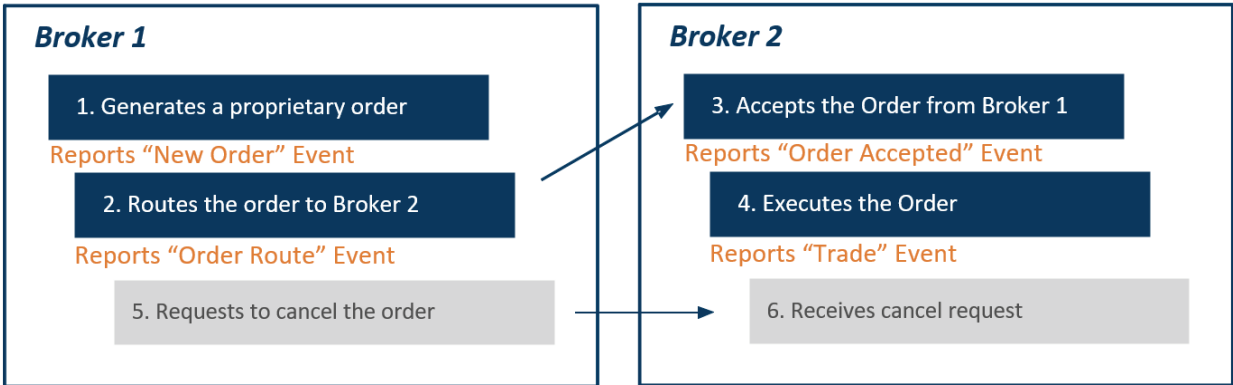 Broker 1
1. Generates a proprietary order
Reports “New Order” Event
2. Routes the order to Broker 2
Reports “Order Route” Event
5. Requests to cancel the order
Broker 2
3. Accepts the Order from Broker 1
Reports “Order Accepted” Event
4. Executes the Order
Reports “Trade” Event
6. Receives cancel request